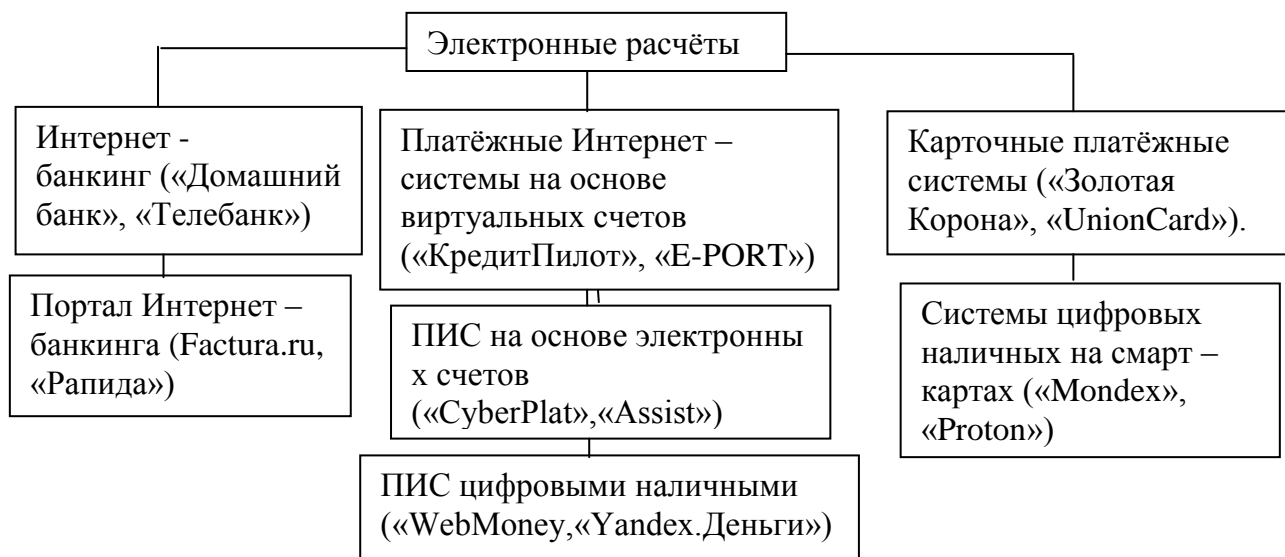 Электронные расчёты
Интернет -
банкинг («Домашний
банк», «Телебанк»)
Портал Интернет –
банкинга (Factura.ru,
«Рапида»)
Платёжные Интернет –
системы на основе
виртуальных счетов
(«КредитПилот», «E-PORT»)
ПИС на основе электронны
х счетов
(«CyberPlat»,«Assist»)
ПИС цифровыми наличными
(«WebMoney,«Yandex.Деньги»)
Карточные платёжные
системы («Золотая
Корона», «UnionCard»).
Системы цифровых
наличных на смарт –
картах («Mondex»,
«Proton»)